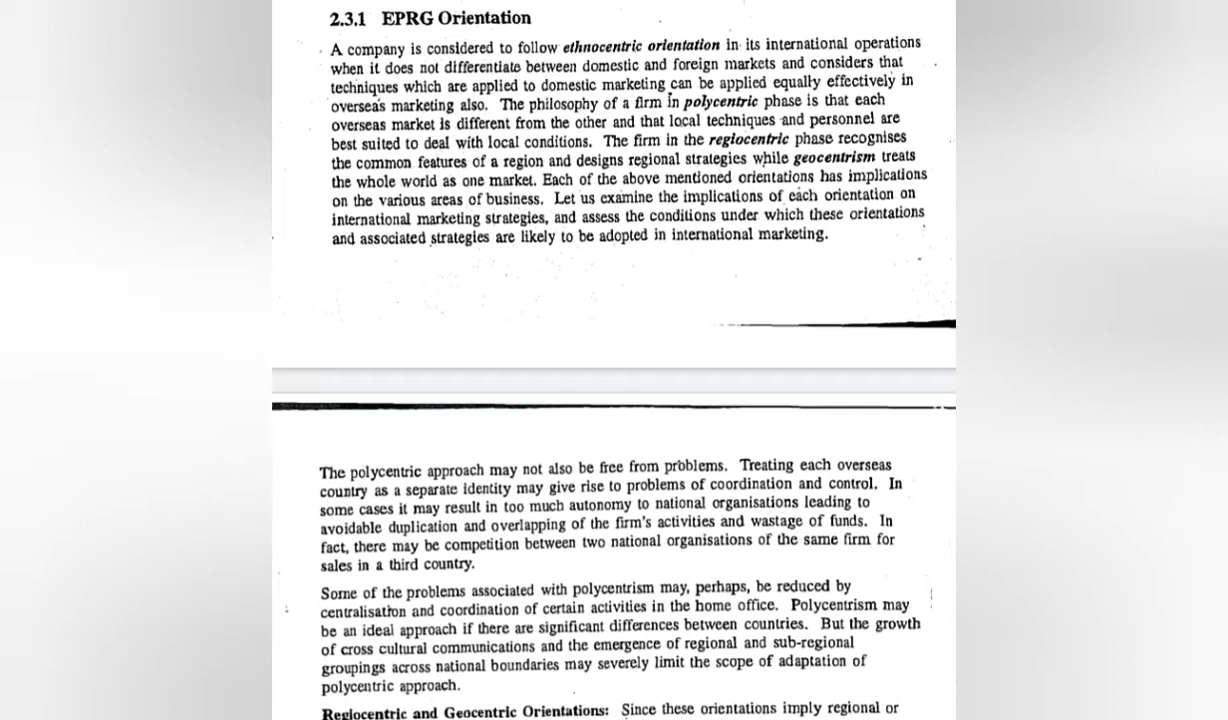 2.3.1 EPRG Orientation
A company is considered to follow ethnocentric orientation in its international operations
when it does not differentiate between domestic and foreign markets and considers that
techniques which are applied to domestic marketing can be applied equally effectively in
overseas marketing also. The philosophy of a firm in polycentric phase is that each
overseas market is different from the other and that local techniques and personnel are
best suited to deal with local conditions. The firm in the regiocentric phase recognises
the common features of a region and designs regional strategies while geocentrism treats
the whole world as one market. Each of the above mentioned orientations has implications
on the various areas of business. Let us examine the implications of each orientation on
international marketing strategies, and assess the conditions under which these orientations
and associated strategies are likely to be adopted in international marketing.
The polycentric approach may not also be free from problems. Treating each overseas
country as a separate identity may give rise to problems of coordination and control. In
some cases it may result in too much autonomy to national organisations leading to
avoidable duplication and overlapping of the firm's activities and wastage of funds. In
fact, there may be competition between two national organisations of the same firm for
sales in a third country.
Some of the problems associated with polycentrism may, perhaps, be reduced by
centralisation and coordination of certain activities in the home office. Polycentrism may
be an ideal approach if there are significant differences between countries. But the growth
of cross cultural communications and the emergence of regional and sub-regional
groupings across national boundaries may severely limit the scope of adaptation of
polycentric approach.
Regiocentric and Geocentric Orientations: Since these orientations imply regional or